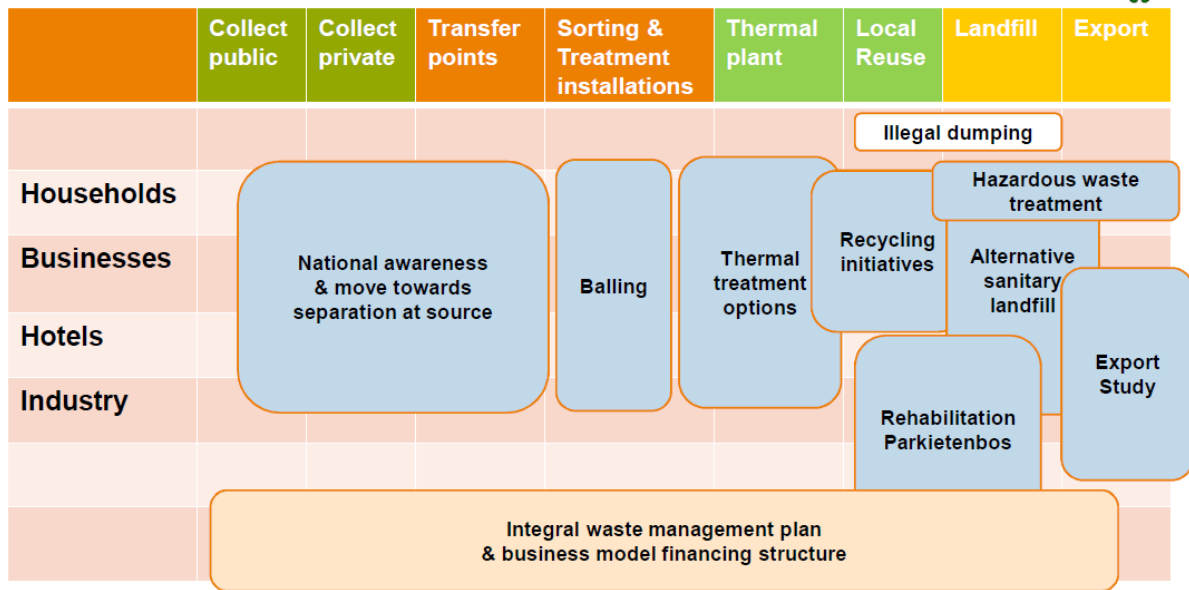 Collect
public
Collect
private
Transfer
points
Sorting &
Treatment
installations
Thermal
plant
Local
Reuse
Landfill
Export
Illegal dumping
Households
Hazardous waste
treatment
Businesses
National awareness
& move towards
separation at source
Balling
Thermal
treatment
options
Recycling
initiatives
Alternative
sanitary
landfill
Hotels
Export
Study
Industry
Rehabilitation
Parkietenbos
Integral waste management plan
& business model financing structure